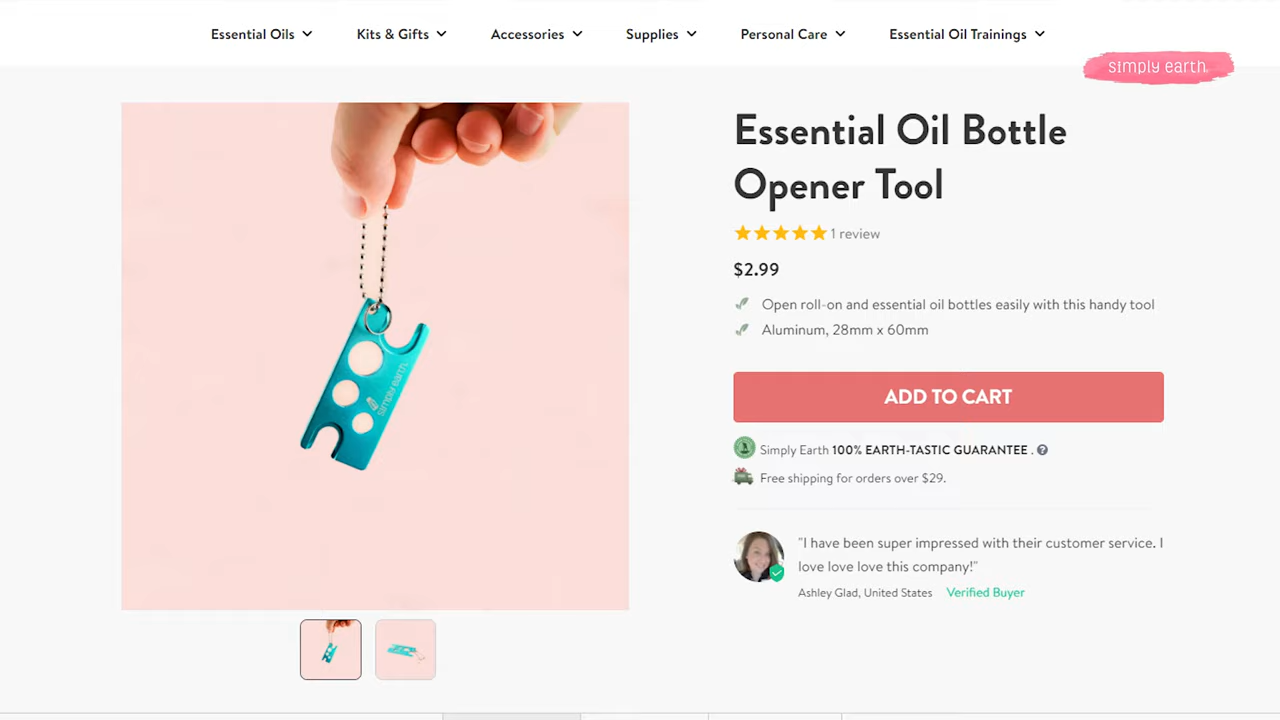 Essential Oils
Kits & Gifts
Accessories
Supplies
Personal Care
Essential Oil Trainings
simply earth.
Essential Oil Bottle
Opener Tool
1 review
$2.99
Open roll-on and essential oil bottles easily with this handy tool
Aluminum, 28mm x 60mm
ADD TO CART
Simply Earth 100% EARTH-TASTIC GUARANTEE . ?
Free shipping for orders over $29.
"I have been super impressed with their customer service. I
love love love this company!"
Ashley Glad, United States Verified Buyer
simply earth.